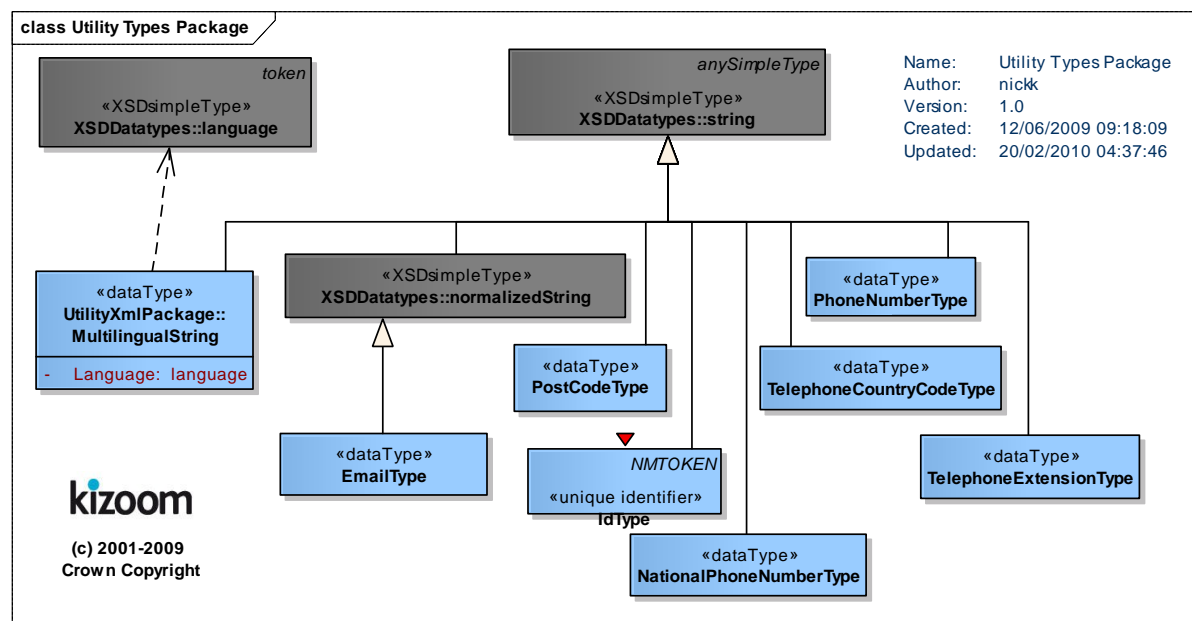 class Utility Types Package
token
«XSDsimpleType»
XSDDatatypes::language
anySimpleType
«XSDsimpleType»
XSDDatatypes::string
Name: Utility Types Package
Author: nickk
Version: 1.0
Created: 12/06/2009 09:18:09
Updated: 20/02/2010 04:37:46
«dataType»
UtilityXmlPackage::
MultilingualString
- Language: language
«XSDsimpleType»
XSDDatatypes::normalizedString
«dataType»
PhoneNumberType
«dataType»
PostCodeType
«dataType»
TelephoneCountryCodeType
«dataType»
EmailType
NMTOKEN
«unique identifier»
IdType
«dataType»
TelephoneExtensionType
«dataType»
NationalPhoneNumberType
kizoom
(c) 2001-2009
Crown Copyright